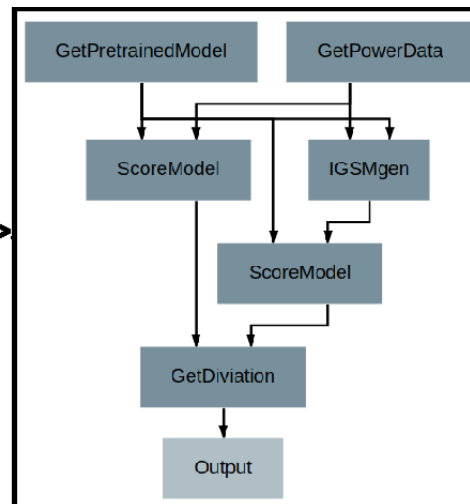 GetPretrainedModel
GetPowerData
ScoreModel
IGSMgen
ScoreModel
GetDiviation
Output